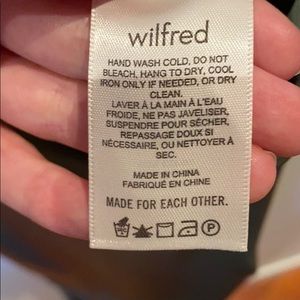 wilfred
HAND WASH COLD, DO NOT
BLEACH, HANG TO DRY, COOL
IRON ONLY IF NEEDED, OR DRY
CLEAN.
LAVER À LA MAIN À L'EAU
FROIDE, NE PAS JAVELISER,
SUSPENDRE POUR SÉCHER,
REPASSAGE DOUX SI
NÉCESSAIRE, OU NETTOYER À
SEC.
MADE IN CHINA
FABRIQUÉ EN CHINE
MADE FOR EACH OTHER.
P